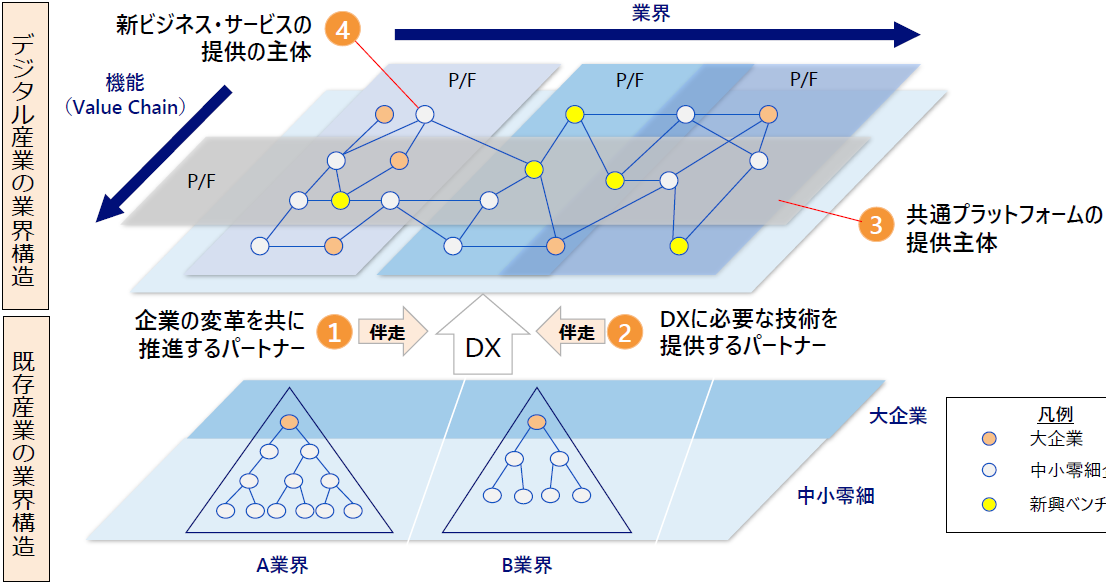 デジタル産業の業界構造
新ビジネス・サービスの
提供の主体
4
業界
機能
（Value Chain）
P/F
P/F
P/F
P/F
3
共通プラットフォームの
提供主体
企業の変革を共に
推進するパートナー
1
伴走
DX
伴走
2
DXに必要な技術を
提供するパートナー
既存産業の業界構造
大企業
中小零細
A業界
B業界
凡例
大企業
中小零細
新興ベンチ